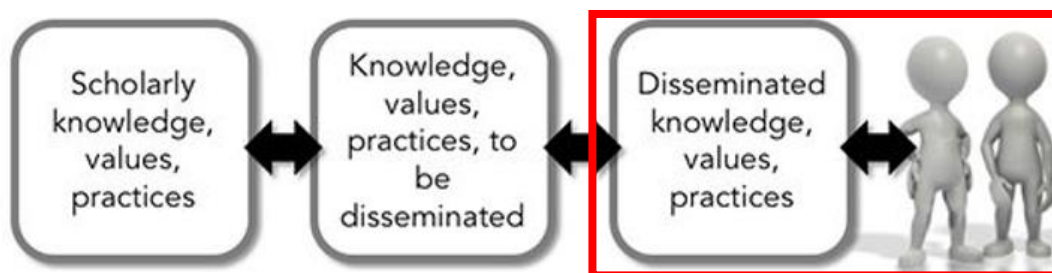 Scholarly
knowledge,
values,
practices
Knowledge,
values,
practices, to
be
disseminated
Disseminated
knowledge,
values,
practices